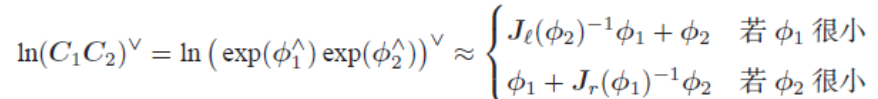 ln(C₁C₂)^∨ = ln ( exp(ϕ₁^∧) exp(ϕ₂^∧) )^∨ ≈ { J_ℓ(ϕ₂)⁻¹ϕ₁ + ϕ₂ 若 ϕ₁ 很小
ϕ₁ + J_r(ϕ₁)⁻¹ϕ₂ 若 ϕ₂ 很小